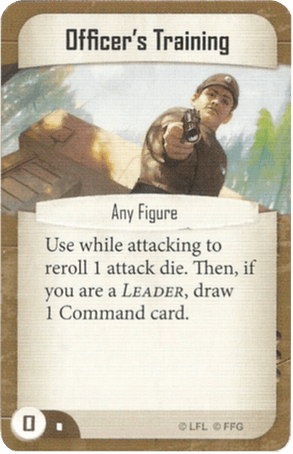 Officer's Training
Any Figure
Use while attacking to
reroll 1 attack die. Then, if
you are a LEADER, draw
1 Command card.
0
© LFL © FFG